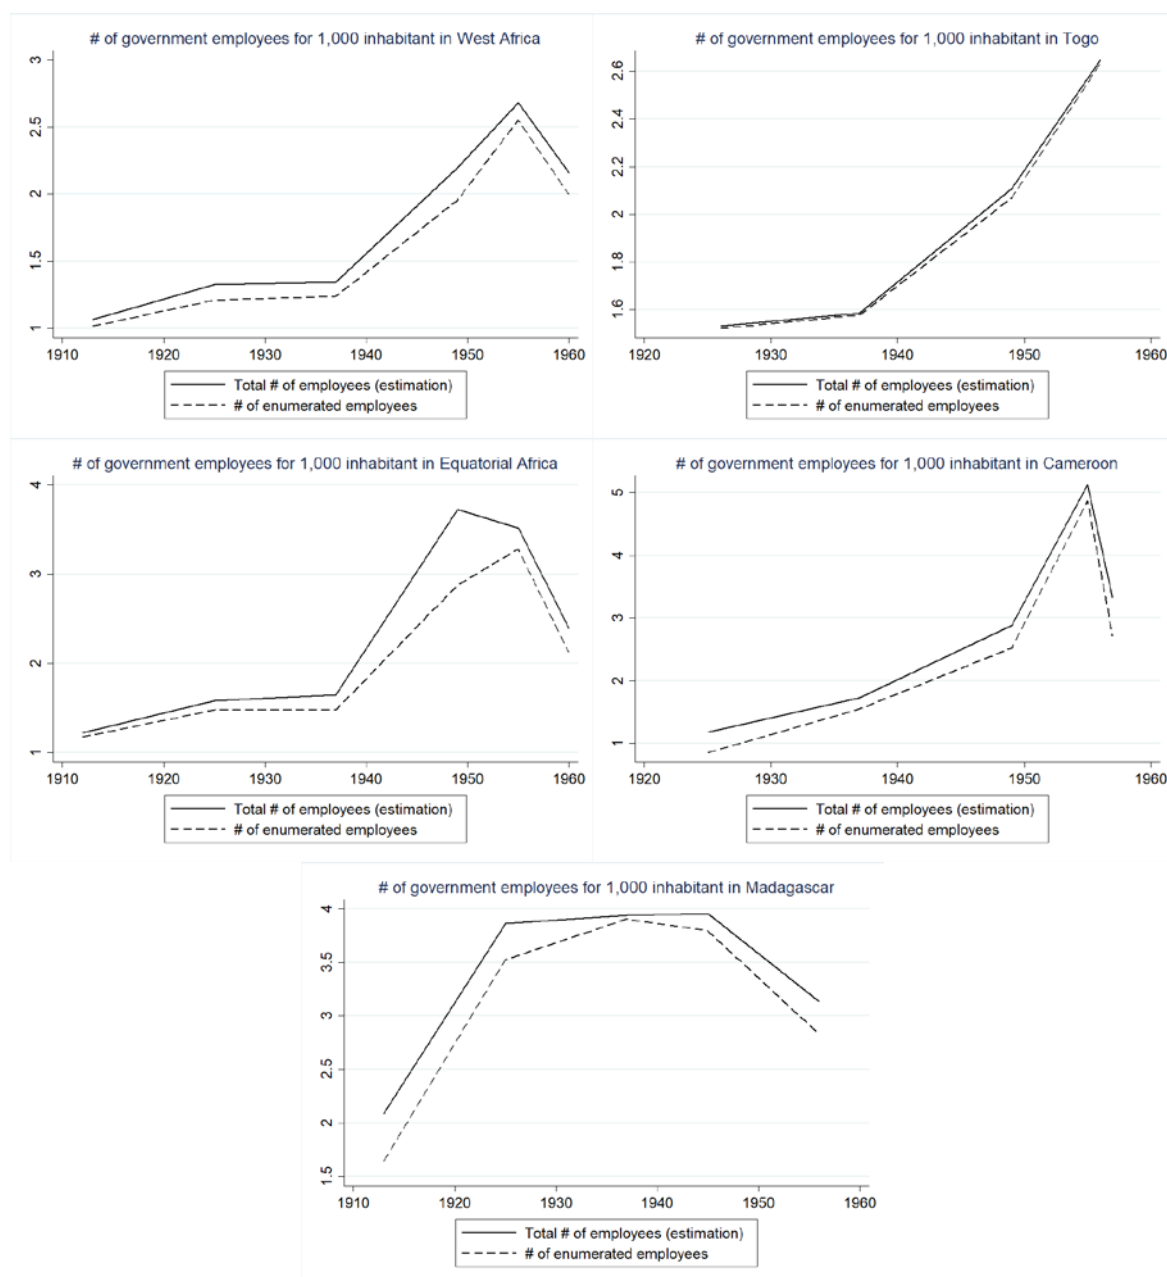 # of government employees for 1,000 inhabitant in West Africa
3
2.5
2
1.5
1
1910 1920 1930 1940 1950 1960
Total # of employees (estimation)
# of enumerated employees
# of government employees for 1,000 inhabitant in Togo
2.6
2.4
2.2
2
1.8
1.6
1920 1930 1940 1950 1960
Total # of employees (estimation)
# of enumerated employees
# of government employees for 1,000 inhabitant in Equatorial Africa
4
3
2
1
1910 1920 1930 1940 1950 1960
Total # of employees (estimation)
# of enumerated employees
# of government employees for 1,000 inhabitant in Cameroon
5
4
3
2
1
1920 1930 1940 1950 1960
Total # of employees (estimation)
# of enumerated employees
# of government employees for 1,000 inhabitant in Madagascar
4
3.5
3
2.5
2
1.5
1910 1920 1930 1940 1950 1960
Total # of employees (estimation)
# of enumerated employees